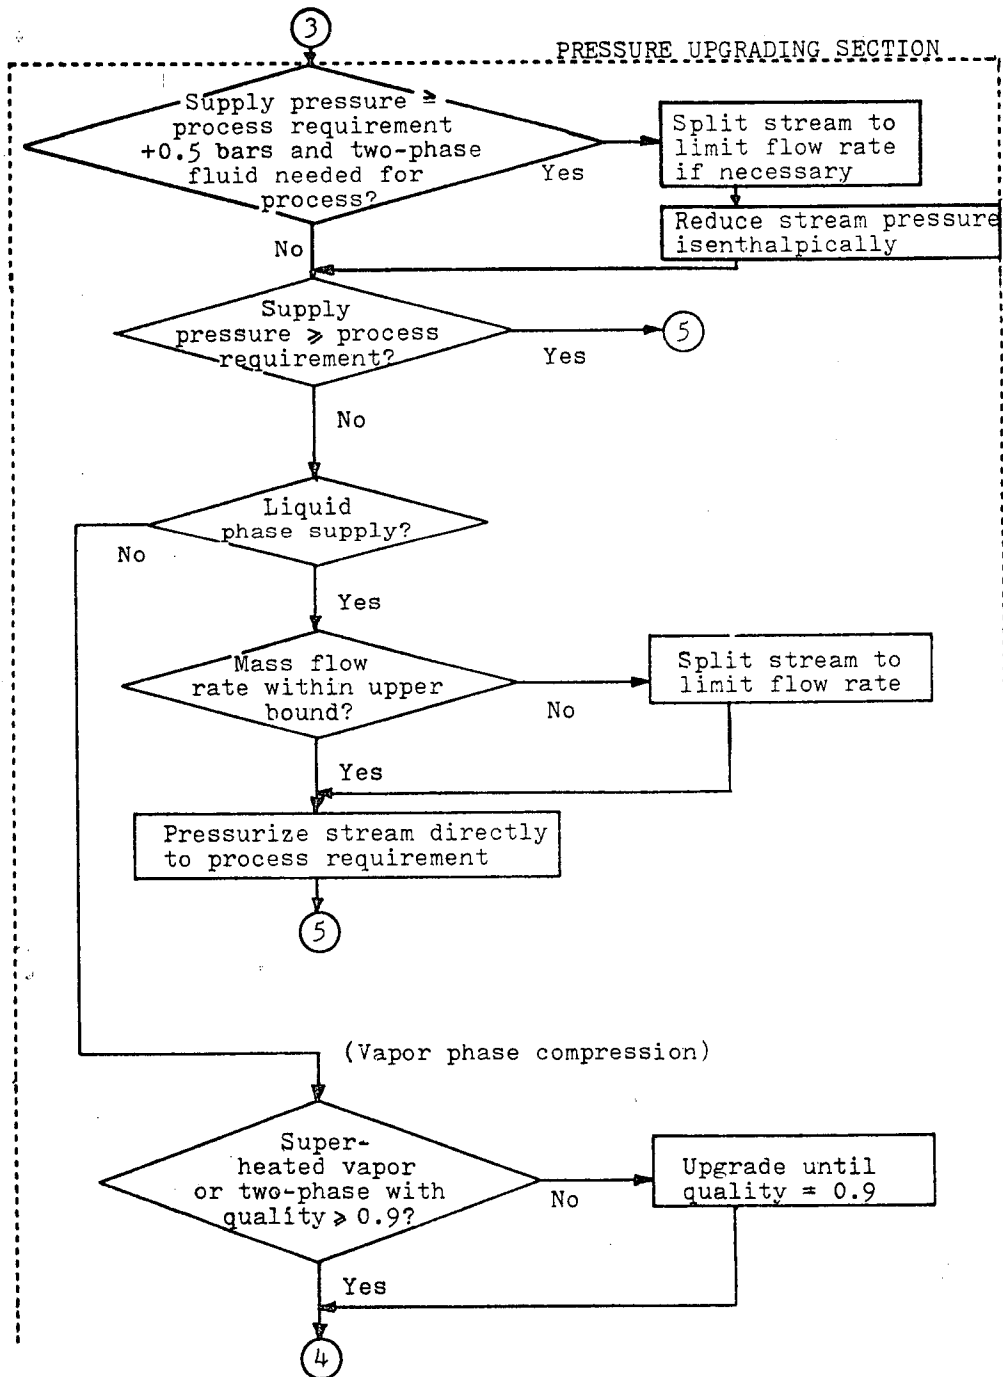 3
PRESSURE UPGRADING SECTION
Supply pressure ≥
process requirement
+0.5 bars and two-phase
fluid needed for
process?
Yes
Split stream to
limit flow rate
if necessary
Reduce stream pressure
isenthalpically
No
Supply
pressure ⩾ process
requirement?
Yes
5
No
Liquid
phase supply?
No
Yes
Mass flow
rate within upper
bound?
No
Split stream to
limit flow rate
Yes
Pressurize stream directly
to process requirement
5
(Vapor phase compression)
Super-
heated vapor
or two-phase with
quality ⩾ 0.9?
No
Upgrade until
quality = 0.9
Yes
4